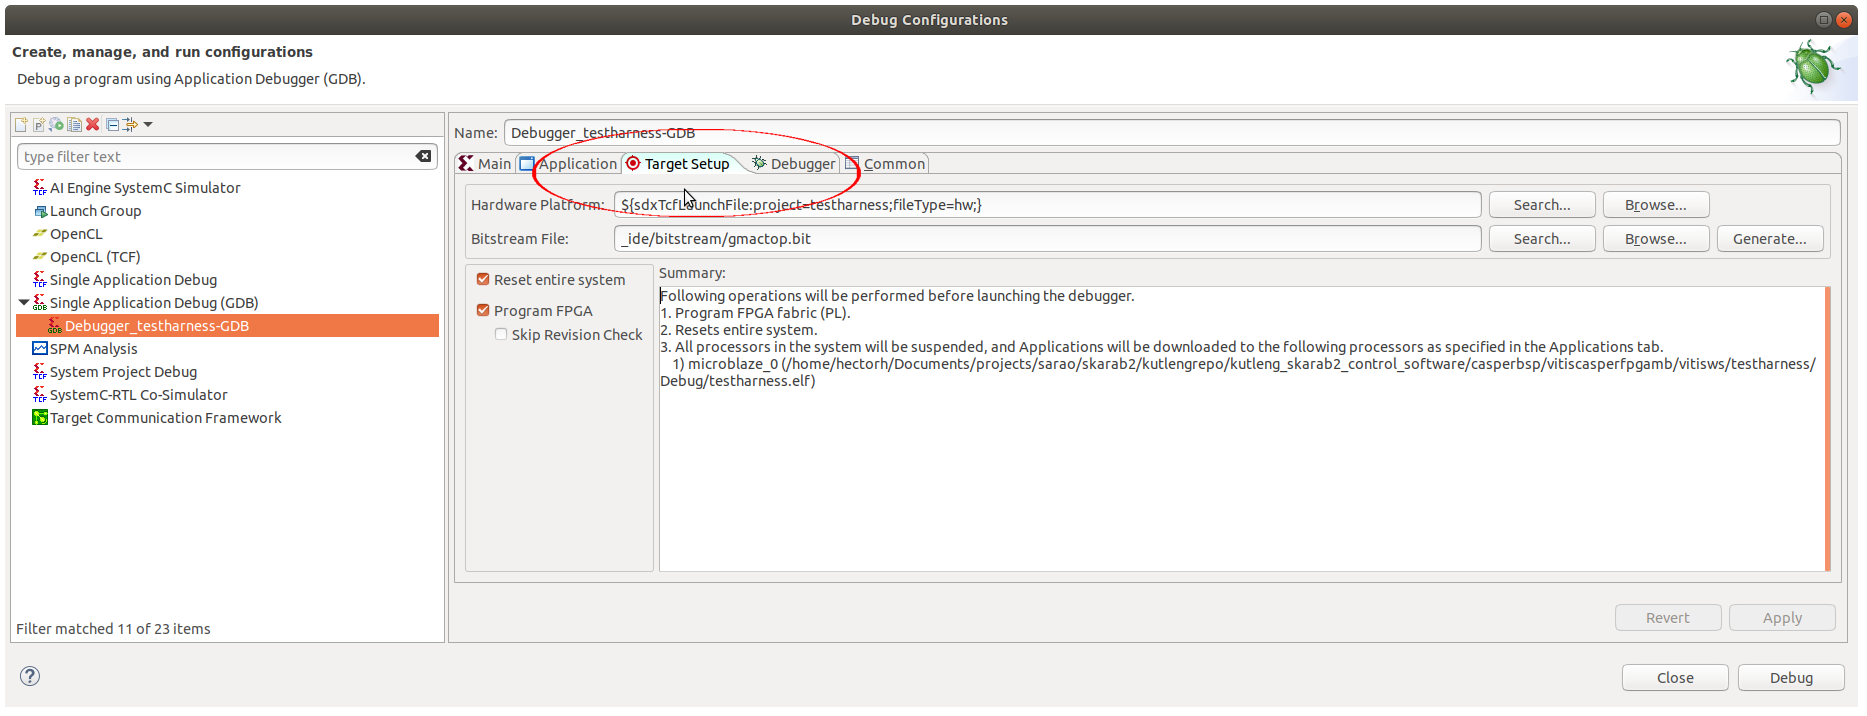 Debug Configurations
Create, manage, and run configurations
Debug a program using Application Debugger (GDB).
type filter text
AI Engine SystemC Simulator
Launch Group
OpenCL
OpenCL (TCF)
Single Application Debug
Single Application Debug (GDB)
Debugger_testharness-GDB
SPM Analysis
System Project Debug
SystemC-RTL Co-Simulator
Target Communication Framework
Filter matched 11 of 23 items
Name: Debugger_testharness-GDB
Main Application Target Setup Debugger Common
Hardware Platform: ${sdxTcfLaunchFile:project=testharness;fileType=hw;} Search... Browse...
Bitstream File: _ide/bitstream/gmactop.bit Search... Browse... Generate...
Reset entire system
Program FPGA
Skip Revision Check
Summary:
Following operations will be performed before launching the debugger.
1. Program FPGA fabric (PL).
2. Resets entire system.
3. All processors in the system will be suspended, and Applications will be downloaded to the following processors as specified in the Applications tab.
1) microblaze_0 (/home/hectorh/Documents/projects/sarao/skarab2/kutlengrepo/kutleng_skarab2_control_software/casperbsp/vitiscasperfpgamb/vitisws/testharness/
Debug/testharness.elf)
Revert Apply
Close Debug